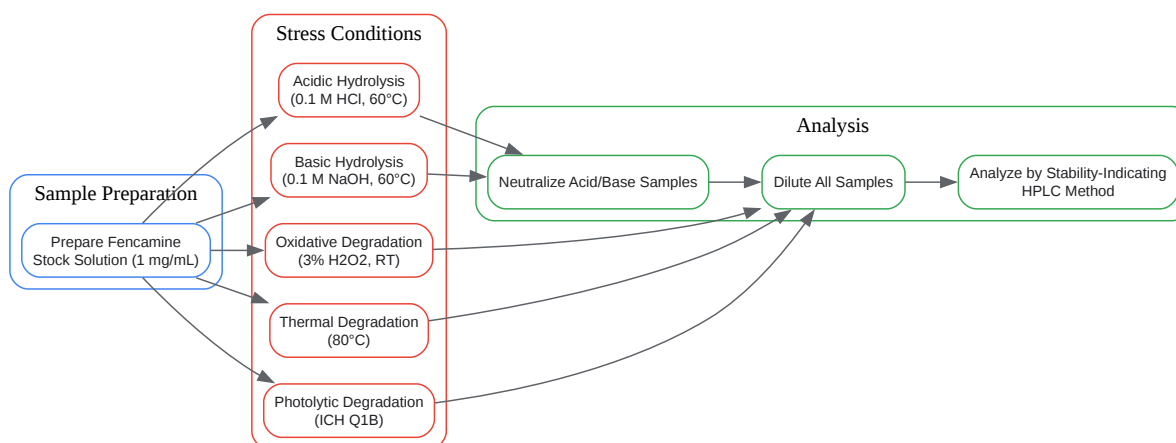 Sample Preparation
Prepare Fencamine
Stock Solution (1 mg/mL)
Stress Conditions
Acidic Hydrolysis
(0.1 M HCl, 60°C)
Basic Hydrolysis
(0.1 M NaOH, 60°C)
Oxidative Degradation
(3% H2O2, RT)
Thermal Degradation
(80°C)
Photolytic Degradation
(ICH Q1B)
Analysis
Neutralize Acid/Base Samples
Dilute All Samples
Analyze by Stability-Indicating
HPLC Method